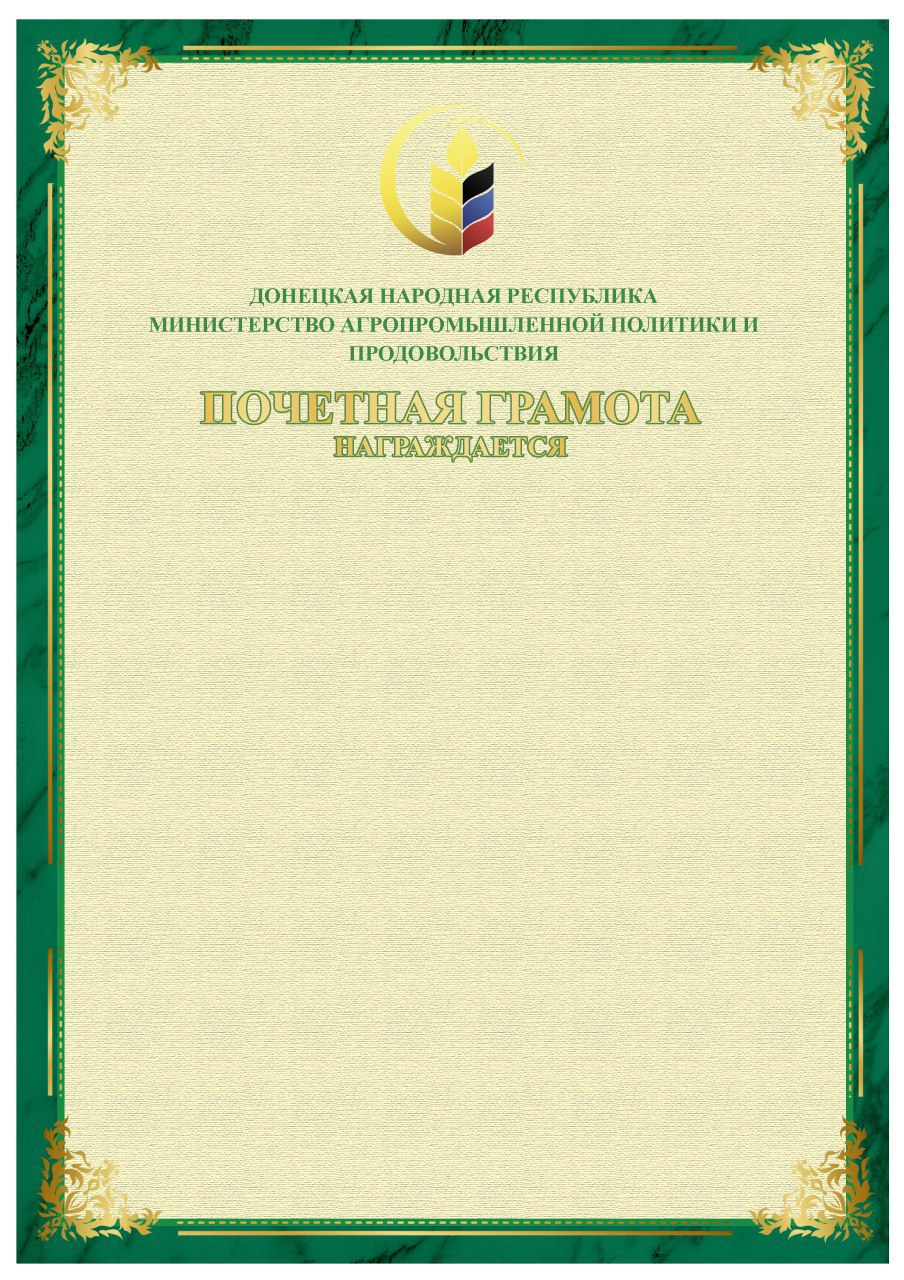 ДОНЕЦКАЯ НАРОДНАЯ РЕСПУБЛИКА
МИНИСТЕРСТВО АГРОПРОМЫШЛЕННОЙ ПОЛИТИКИ И
ПРОДОВОЛЬСТВИЯ
ПОЧЕТНАЯ ГРАМОТА
НАГРАЖДАЕТСЯ